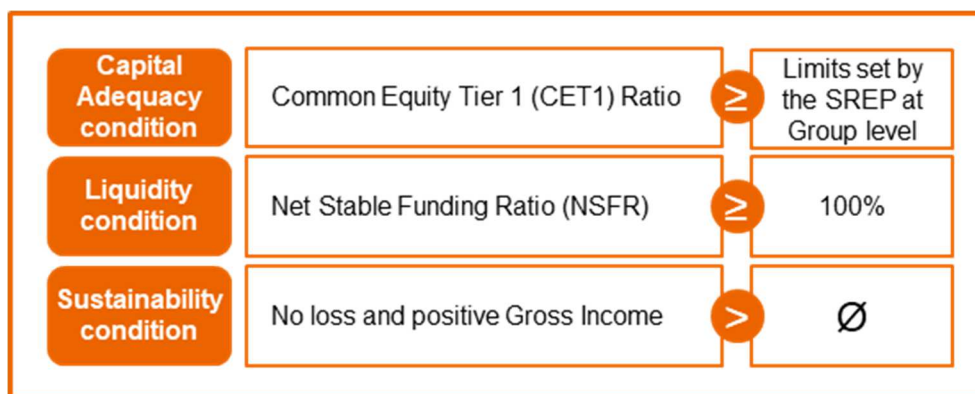 Capital
Adequacy
condition
Common Equity Tier 1 (CET1) Ratio
≥
Limits set by
the SREP at
Group level
Liquidity
condition
Net Stable Funding Ratio (NSFR)
≥
100%
Sustainability
condition
No loss and positive Gross Income
>
Ø